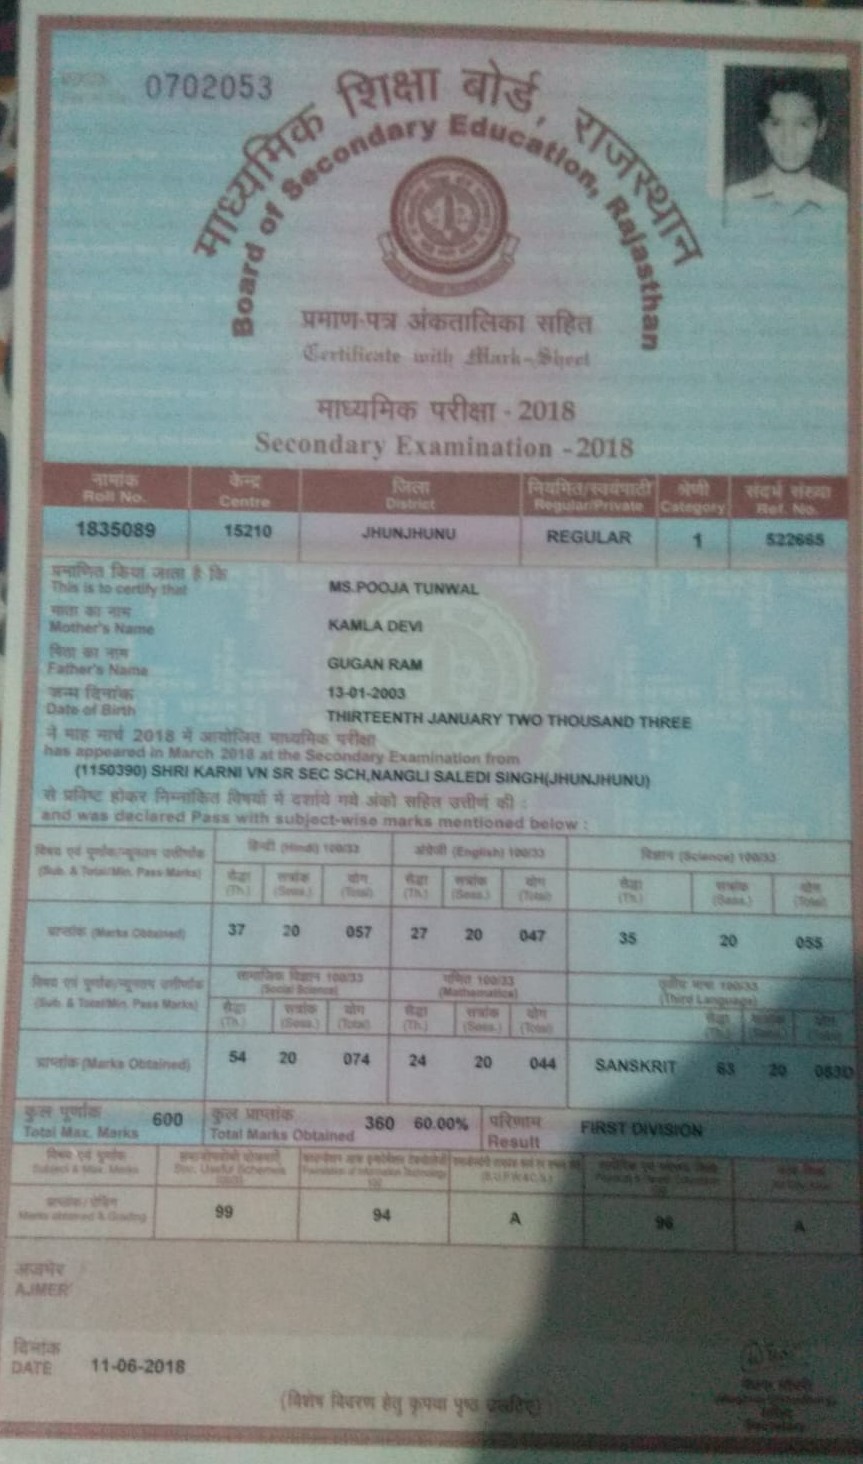 0702053
माध्यमिक शिक्षा बोर्ड, राजस्थान
Board of Secondary Education, Rajasthan
प्रमाण-पत्र अंकतालिका सहित
Certificate with Mark-Sheet
माध्यमिक परीक्षा - 2018
Secondary Examination - 2018
नामांक केन्द्र जिला नियमित/स्वयंपाठी श्रेणी संदर्भ संख्या
Roll No. Centre District Regular/Private Category Ref. No.
1835089 15210 JHUNJHUNU REGULAR 1 522665
प्रमाणित किया जाता है कि
This is to certify that MS.POOJA TUNWAL
माता का नाम
Mother's Name KAMLA DEVI
पिता का नाम
Father's Name GUGAN RAM
जन्म दिनांक 13-01-2003
Date of Birth THIRTEENTH JANUARY TWO THOUSAND THREE
ने माह मार्च 2018 में आयोजित माध्यमिक परीक्षा
has appeared in March 2018 at the Secondary Examination from
(1150390) SHRI KARNI VN SR SEC SCH,NANGLI SALEDI SINGH(JHUNJHUNU)
से प्रविष्ट होकर निम्नांकित विषयों में दर्शाये गये अंको सहित उत्तीर्ण की :
and was declared Pass with subject-wise marks mentioned below :
विषय एवं पूर्णांक/न्यूनतम उत्तीर्णांक हिन्दी (Hindi) 100/33 अंग्रेजी (English) 100/33 विज्ञान (Science) 100/33
(Sub. & Total/Min. Pass Marks) सैद्धा सत्रांक योग सैद्धा सत्रांक योग सैद्धा सत्रांक योग
(Th.) (Sess.) (Total) (Th.) (Sess.) (Total) (Th.) (Sess.) (Total)
प्राप्तांक (Marks Obtained) 37 20 057 27 20 047 35 20 055
विषय एवं पूर्णांक/न्यूनतम उत्तीर्णांक सामाजिक विज्ञान 100/33 गणित 100/33 तृतीय भाषा 100/33
(Sub. & Total/Min. Pass Marks) (Social Science) (Mathematics) (Third Language)
सैद्धा सत्रांक योग सैद्धा सत्रांक योग सैद्धा सत्रांक योग
(Th.) (Sess.) (Total) (Th.) (Sess.) (Total) (Th.) (Sess.) (Total)
प्राप्तांक (Marks Obtained) 54 20 074 24 20 044 SANSKRIT 63 20 083D
कुल पूर्णांक 600 कुल प्राप्तांक 360 60.00% परिणाम FIRST DIVISION
Total Max. Marks Total Marks Obtained Result
विषय एवं पूर्णांक
Subject & Max. Marks
प्राप्तांक/ग्रेडिंग
Marks obtained & Grading 99 94 A 96 A
अजमेर
AJMER
दिनांक
DATE 11-06-2018
(विशेष विवरण हेतु कृपया पृष्ठ उलटिए)
Secretary